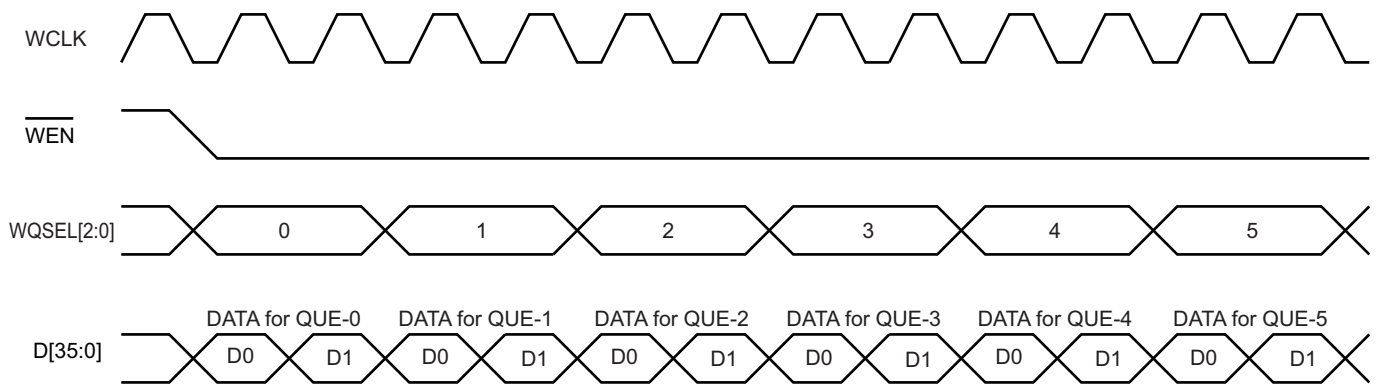 WCLK
WEN
WQSEL[2:0] 0 1 2 3 4 5
DATA for QUE-0 DATA for QUE-1 DATA for QUE-2 DATA for QUE-3 DATA for QUE-4 DATA for QUE-5
D[35:0] D0 D1 D0 D1 D0 D1 D0 D1 D0 D1 D0 D1